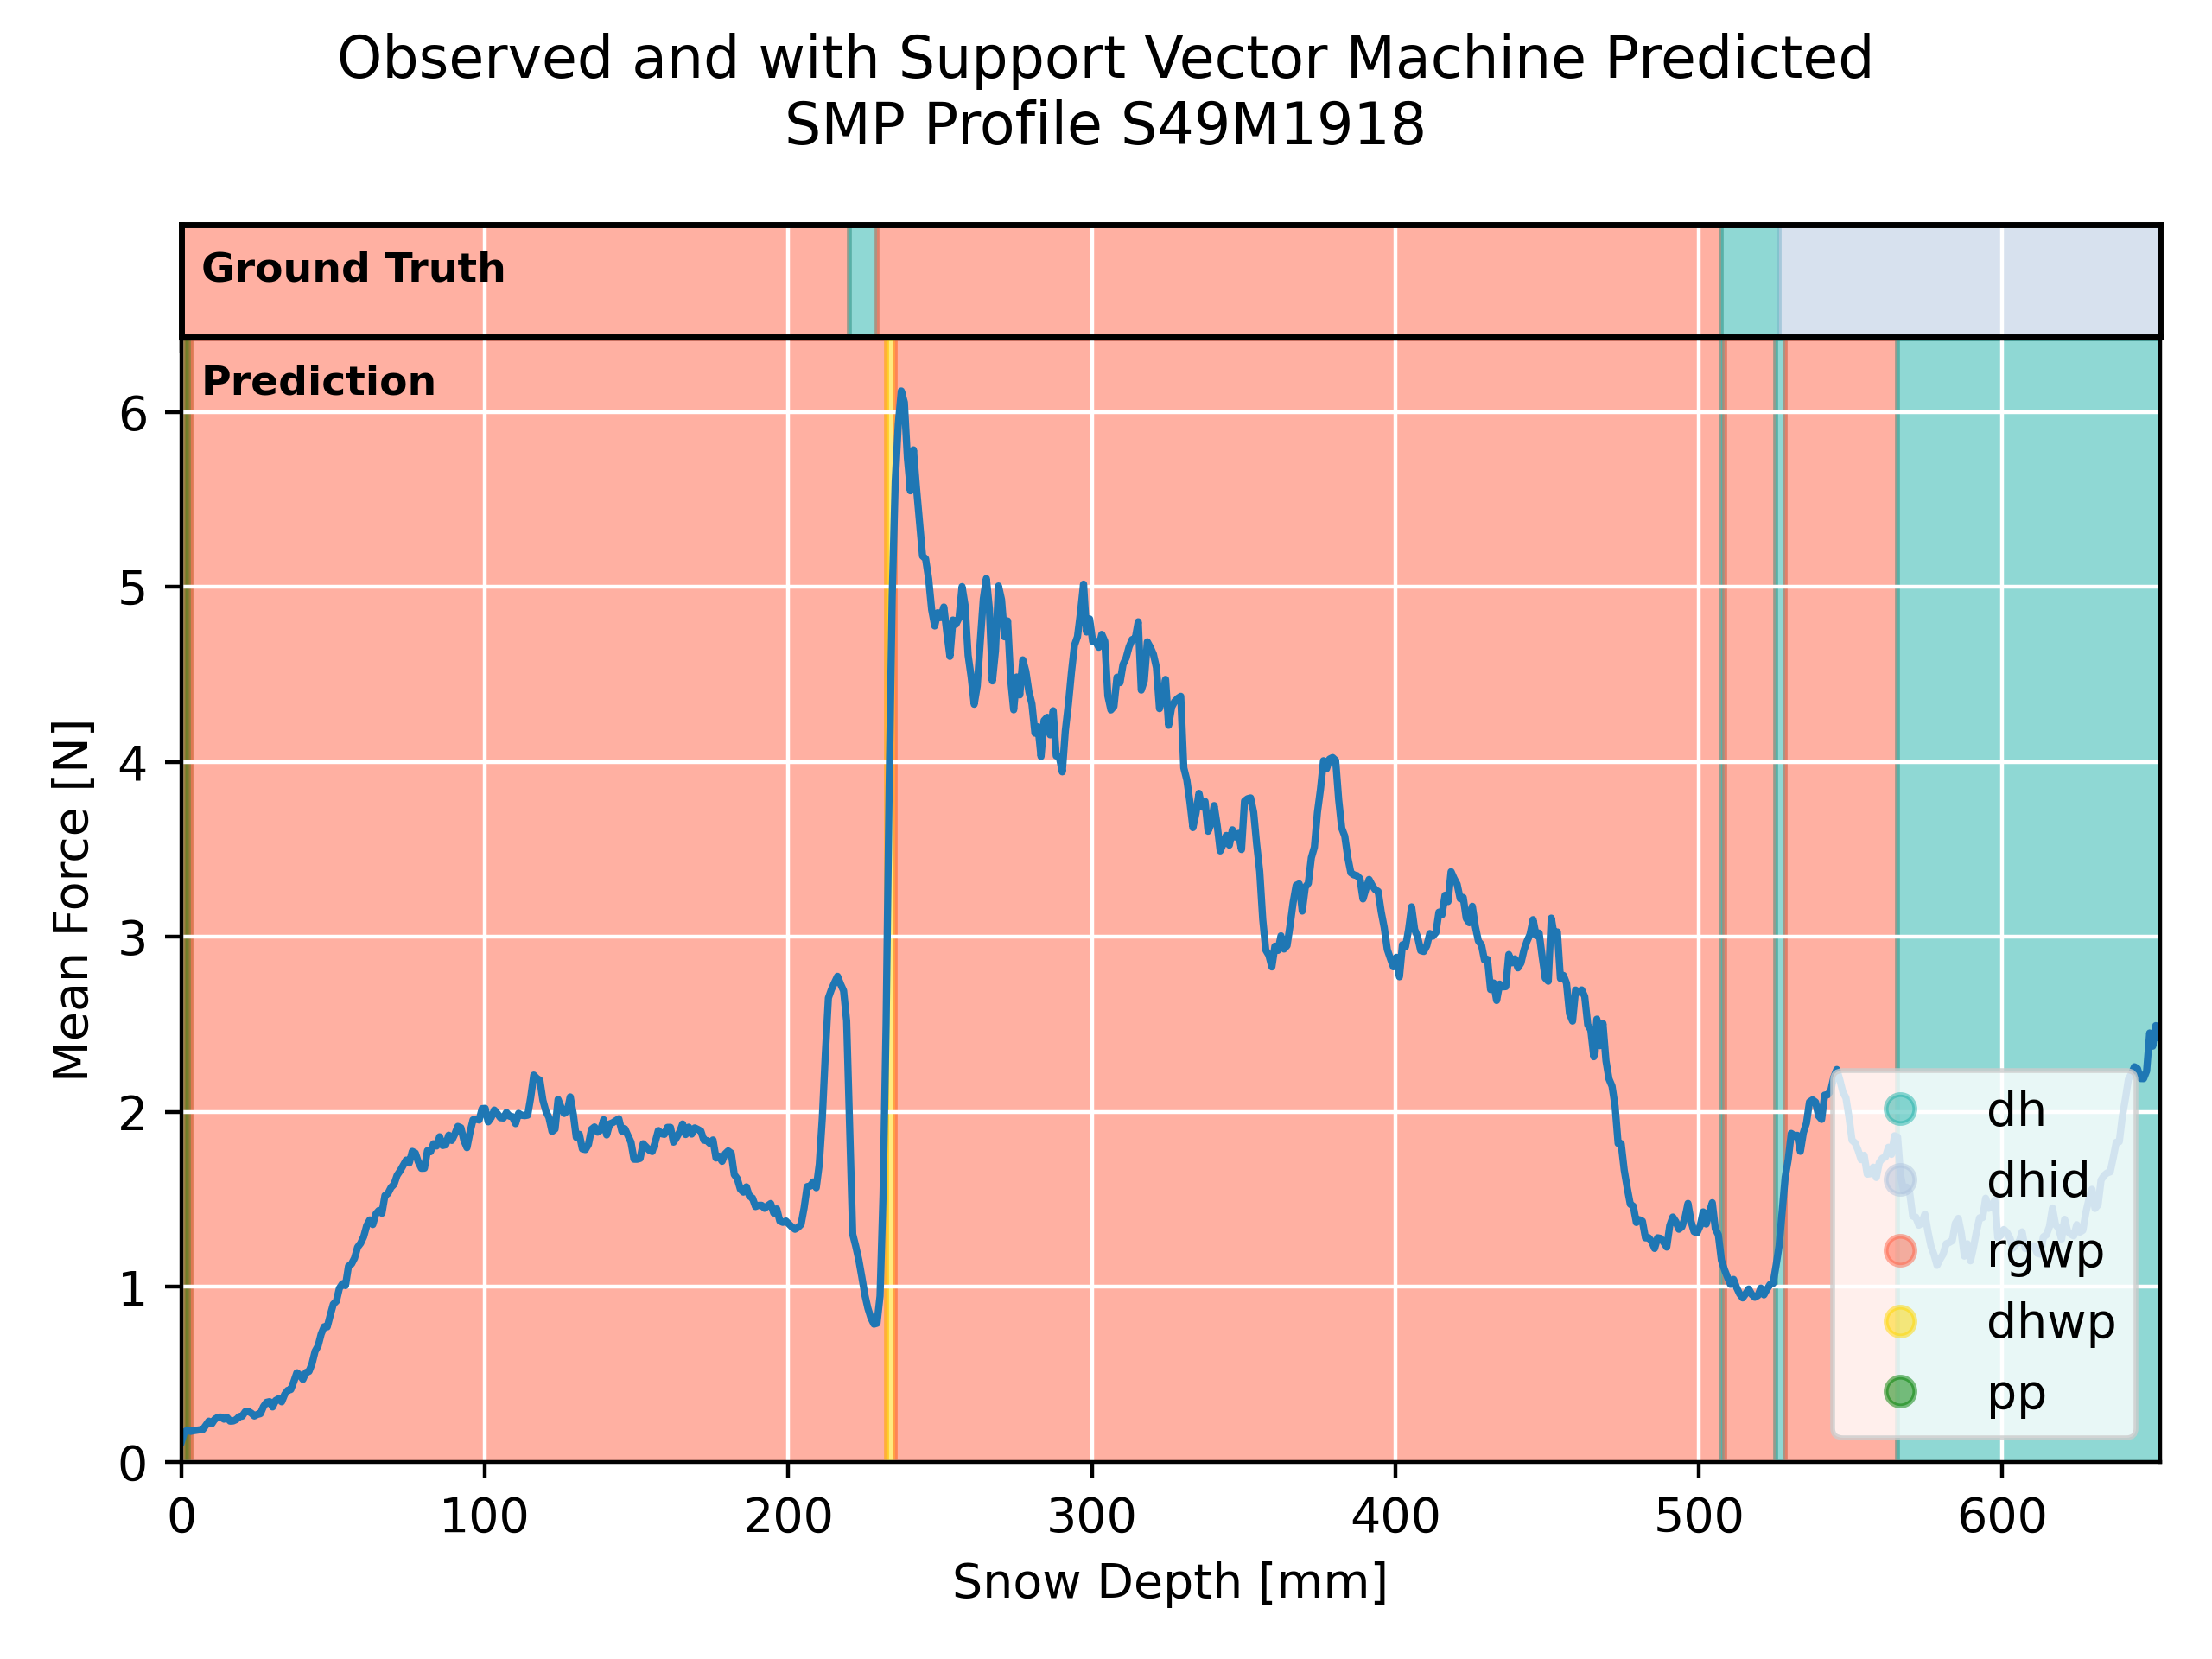 Observed and with Support Vector Machine Predicted
SMP Profile S49M1918
Ground Truth
Prediction
6
5
4
3
2
1
0
Mean Force [N]
0 100 200 300 400 500 600
Snow Depth [mm]
dh
dhid
rgwp
dhwp
pp